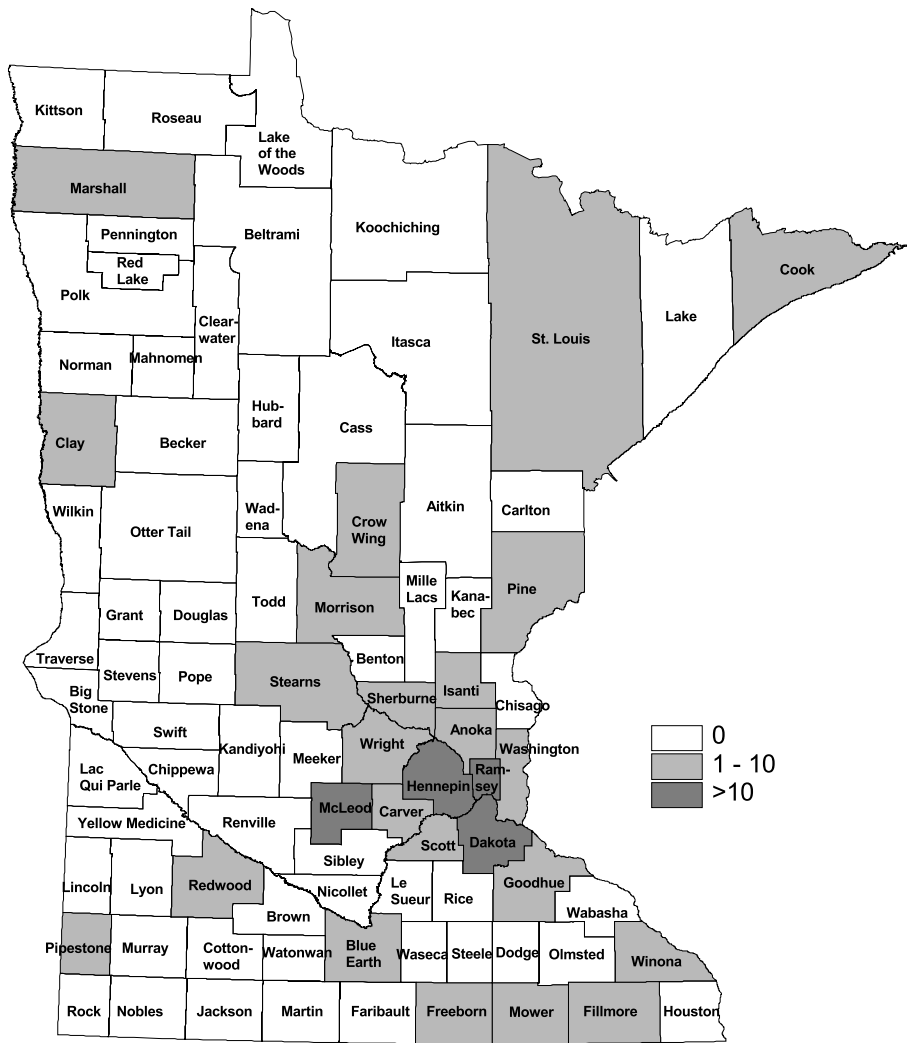 Kittson
Roseau
Lake
of the
Woods
Marshall
Koochiching
Pennington
Beltrami
Red
Lake
Cook
Polk
Clear-
water
Lake
St. Louis
Itasca
Norman
Mahnomen
Hub-
bard
Cass
Clay
Becker
Wilkin
Wad-
ena
Aitkin
Carlton
Otter Tail
Crow
Wing
Mille
Lacs
Kana-
bec
Pine
Grant
Douglas
Todd
Morrison
Traverse
Stevens
Pope
Benton
Stearns
Isanti
Big
Stone
Sherburne
Chisago
Swift
Anoka
Kandiyohi
Meeker
Wright
Washington
Lac
Qui Parle
Chippewa
Hennepin
Ram-
sey
McLeod
Carver
Yellow Medicine
Renville
Scott
Dakota
Sibley
Lincoln
Lyon
Redwood
Nicollet
Le
Sueur
Rice
Goodhue
Brown
Wabasha
Pipestone
Murray
Cotton-
wood
Watonwan
Blue
Earth
Waseca
Steele
Dodge
Olmsted
Winona
Rock
Nobles
Jackson
Martin
Faribault
Freeborn
Mower
Fillmore
Houston
0
1 - 10
>10